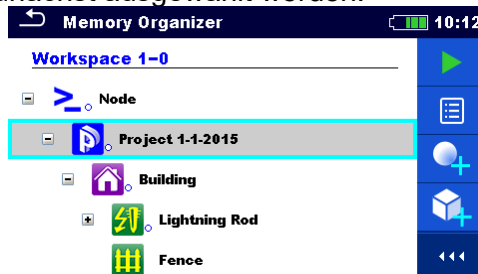 Memory Organizer 10:12
Workspace 1-0
Node
Project 1-1-2015
Building
Lightning Rod
Fence